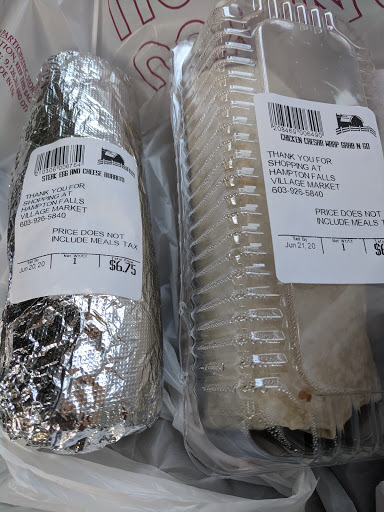 STEAK EGG AND CHEESE BURRITO
THANK YOU FOR
SHOPPING AT
HAMPTON FALLS
VILLAGE MARKET
603-926-5840
PRICE DOES NOT
INCLUDE MEALS TAX
Jun 20, 20
1
$6.75
CHICKEN CAESAR WRAP GRAB N GO
THANK YOU FOR
SHOPPING AT
HAMPTON FALLS
VILLAGE MARKET
603-926-5840
PRICE DOES NOT
INCLUDE MEALS TAX
Sell By
Jun 21, 20
1